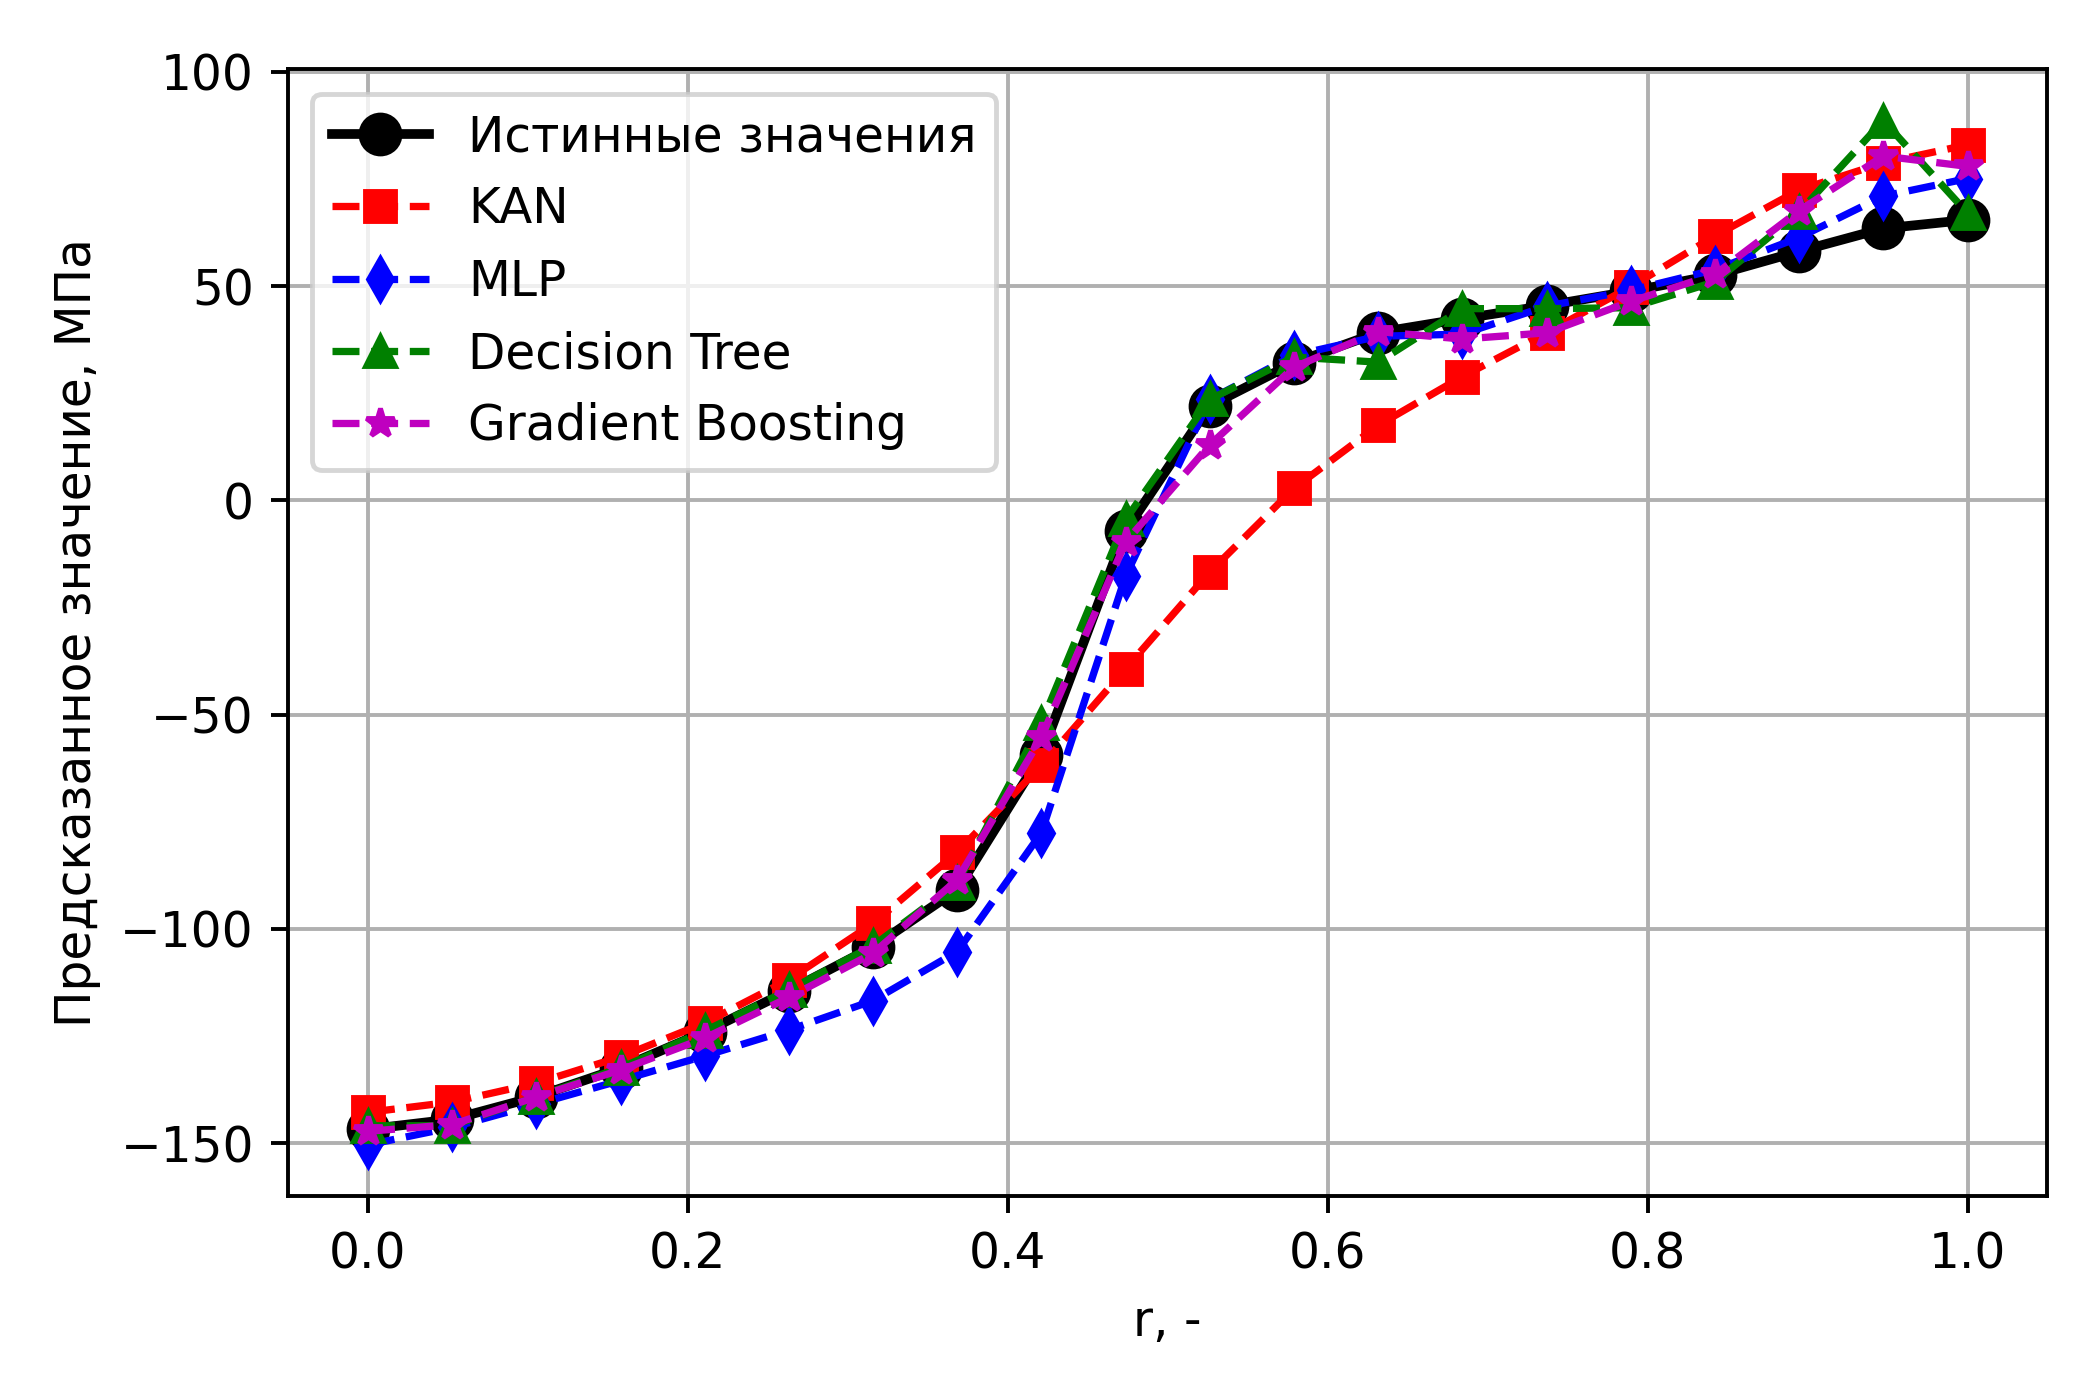 100
50
0
−50
−100
−150
Предсказанное значение, МПа
Истинные значения
KAN
MLP
Decision Tree
Gradient Boosting
0.0 0.2 0.4 0.6 0.8 1.0
r, -